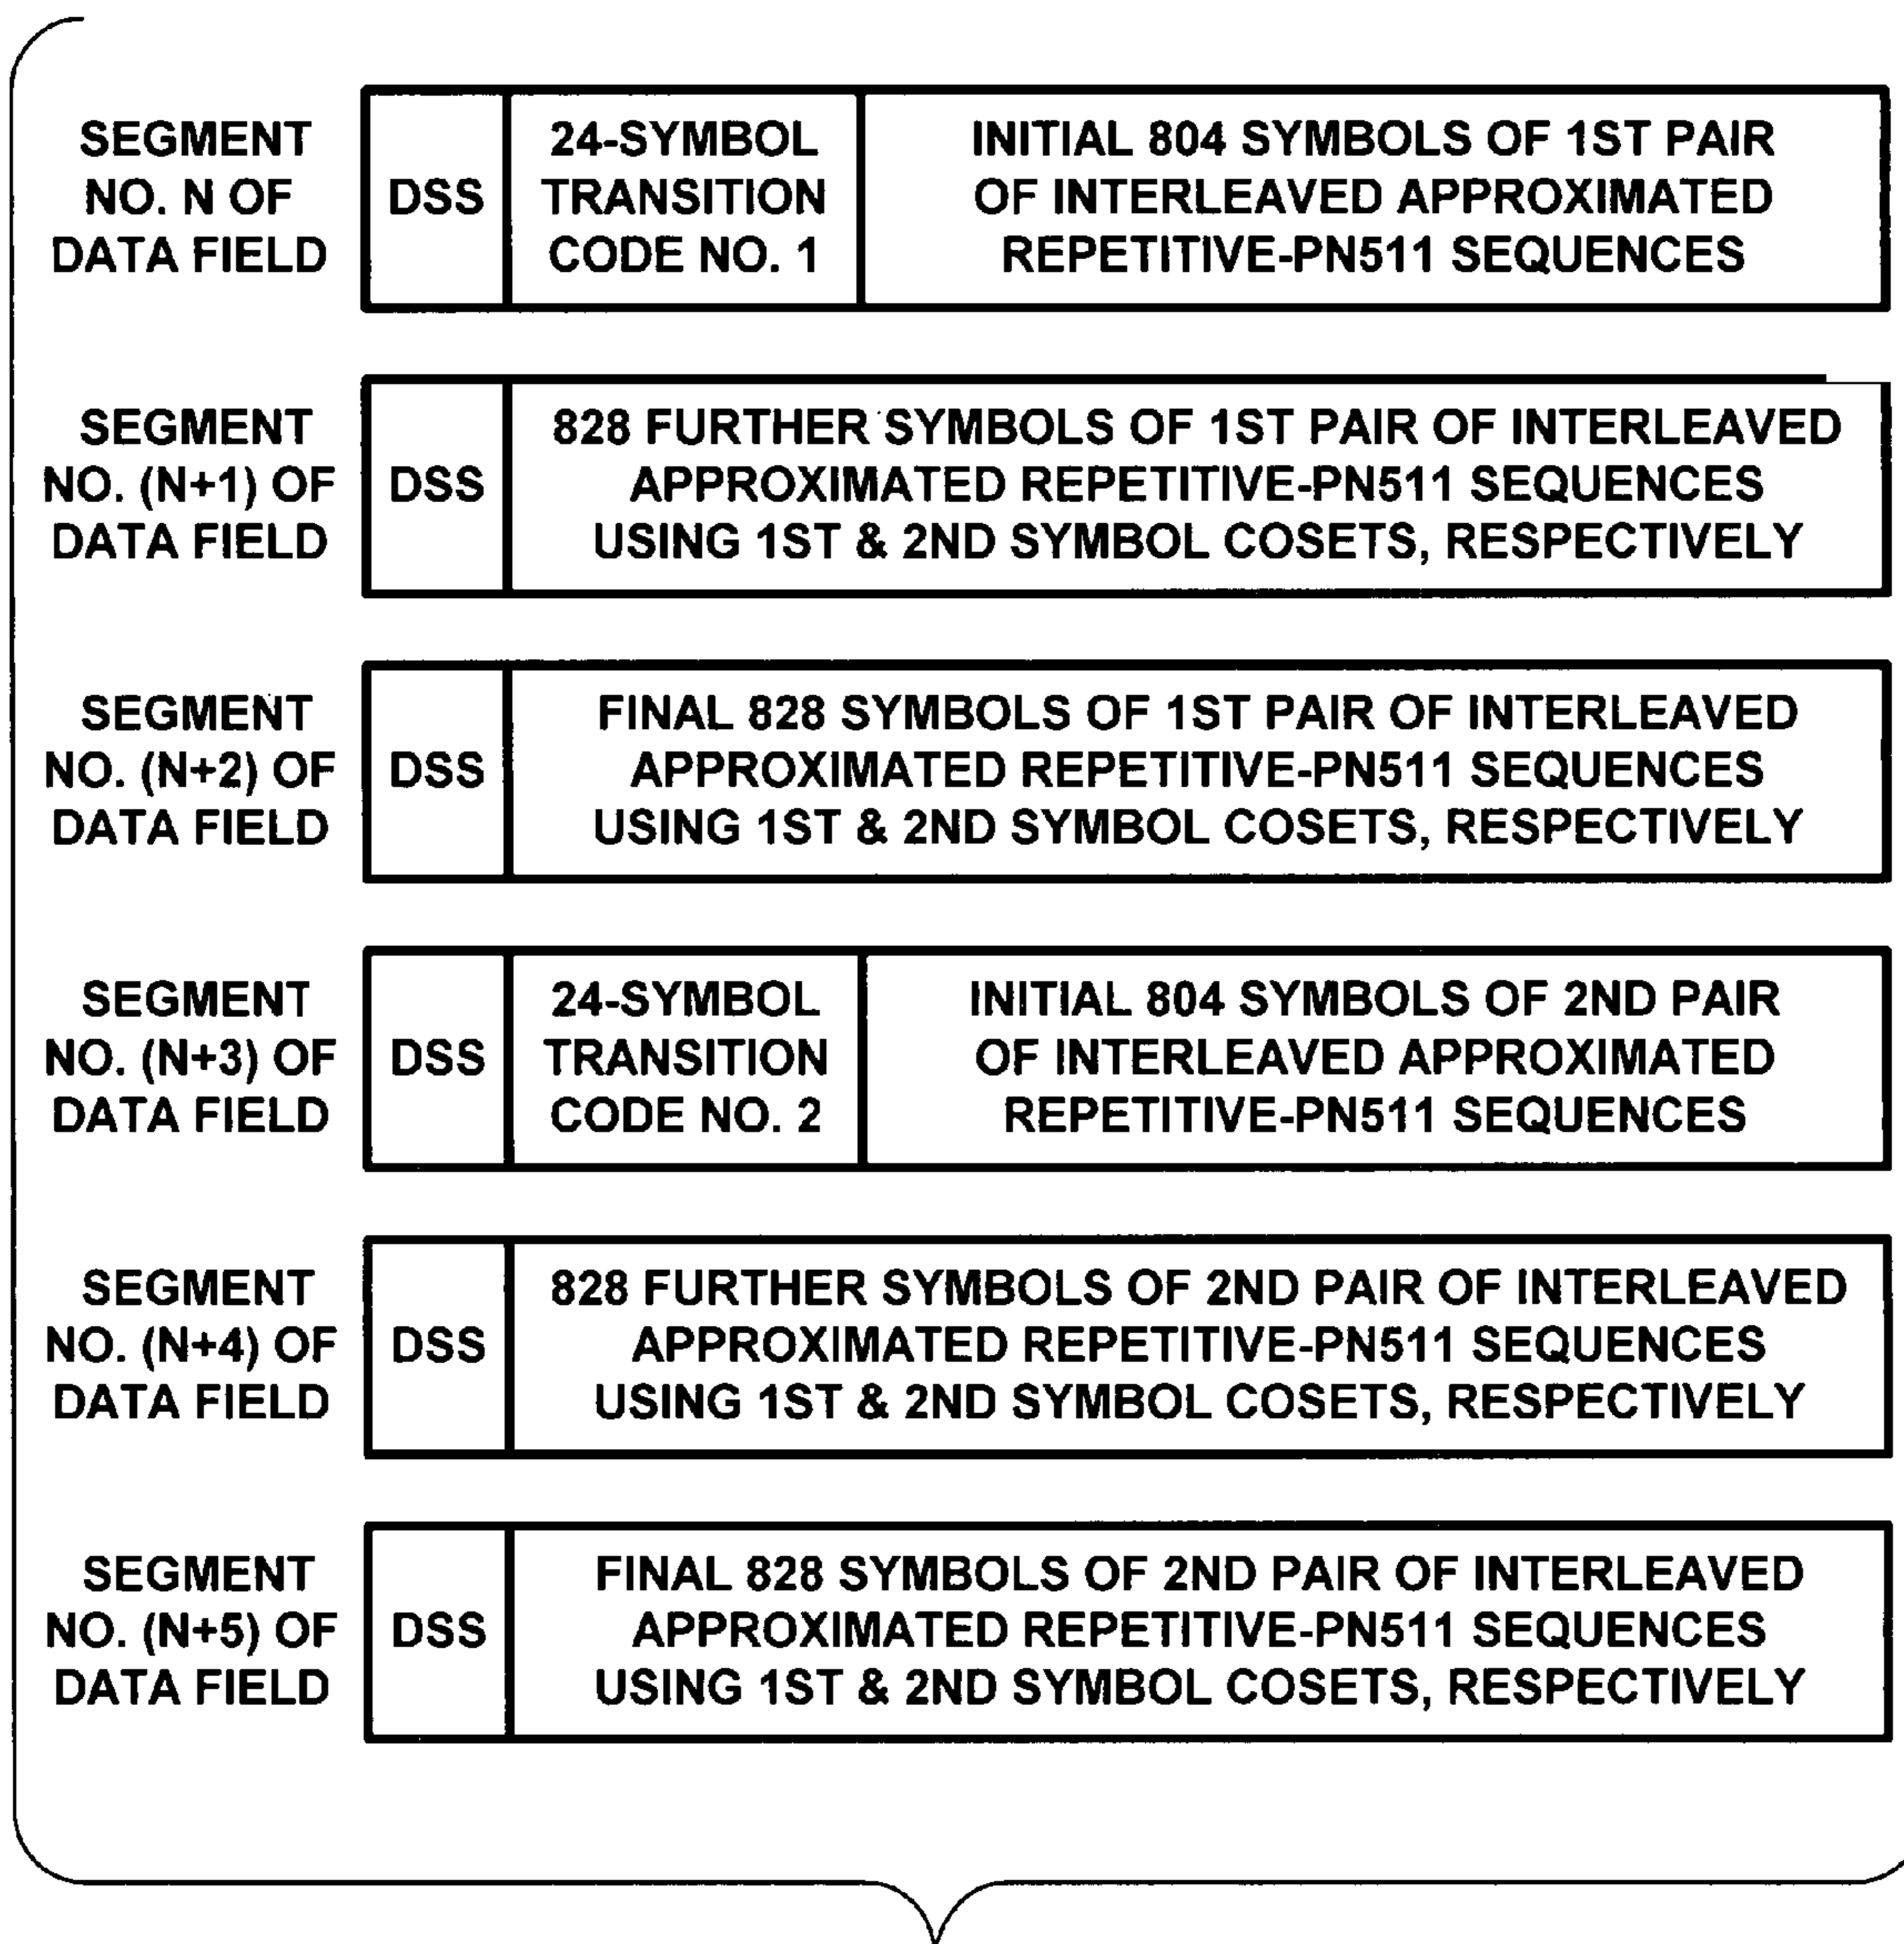 SEGMENT
NO. N OF
DATA FIELD
DSS
24-SYMBOL
TRANSITION
CODE NO. 1
INITIAL 804 SYMBOLS OF 1ST PAIR
OF INTERLEAVED APPROXIMATED
REPETITIVE-PN511 SEQUENCES
SEGMENT
NO. (N+1) OF
DATA FIELD
DSS
828 FURTHER SYMBOLS OF 1ST PAIR OF INTERLEAVED
APPROXIMATED REPETITIVE-PN511 SEQUENCES
USING 1ST & 2ND SYMBOL COSETS, RESPECTIVELY
SEGMENT
NO. (N+2) OF
DATA FIELD
DSS
FINAL 828 SYMBOLS OF 1ST PAIR OF INTERLEAVED
APPROXIMATED REPETITIVE-PN511 SEQUENCES
USING 1ST & 2ND SYMBOL COSETS, RESPECTIVELY
SEGMENT
NO. (N+3) OF
DATA FIELD
DSS
24-SYMBOL
TRANSITION
CODE NO. 2
INITIAL 804 SYMBOLS OF 2ND PAIR
OF INTERLEAVED APPROXIMATED
REPETITIVE-PN511 SEQUENCES
SEGMENT
NO. (N+4) OF
DATA FIELD
DSS
828 FURTHER SYMBOLS OF 2ND PAIR OF INTERLEAVED
APPROXIMATED REPETITIVE-PN511 SEQUENCES
USING 1ST & 2ND SYMBOL COSETS, RESPECTIVELY
SEGMENT
NO. (N+5) OF
DATA FIELD
DSS
FINAL 828 SYMBOLS OF 2ND PAIR OF INTERLEAVED
APPROXIMATED REPETITIVE-PN511 SEQUENCES
USING 1ST & 2ND SYMBOL COSETS, RESPECTIVELY